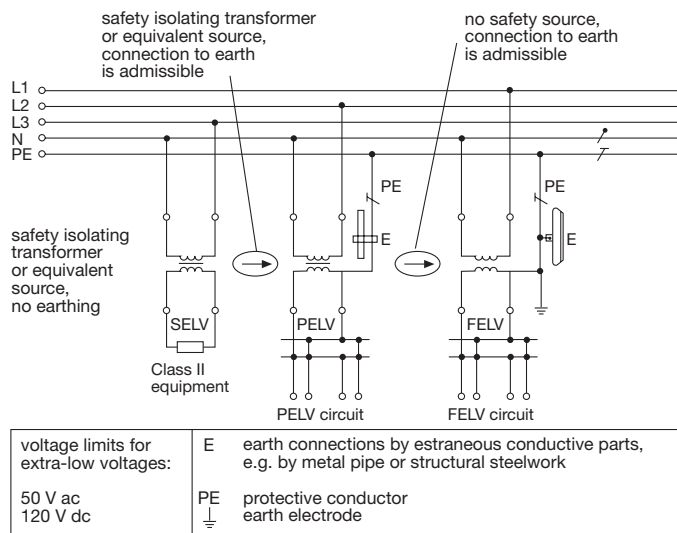 safety isolating transformer
or equivalent source,
connection to earth
is admissible
no safety source,
connection to earth
is admissible
L1
L2
L3
N
PE
PE
PE
E
E
safety isolating
transformer
or equivalent
source,
no earthing
SELV
PELV
FELV
Class II
equipment
PELV circuit
FELV circuit
voltage limits for
extra-low voltages:
50 V ac
120 V dc
E earth connections by estraneous conductive parts,
e.g. by metal pipe or structural steelwork
PE protective conductor
earth electrode